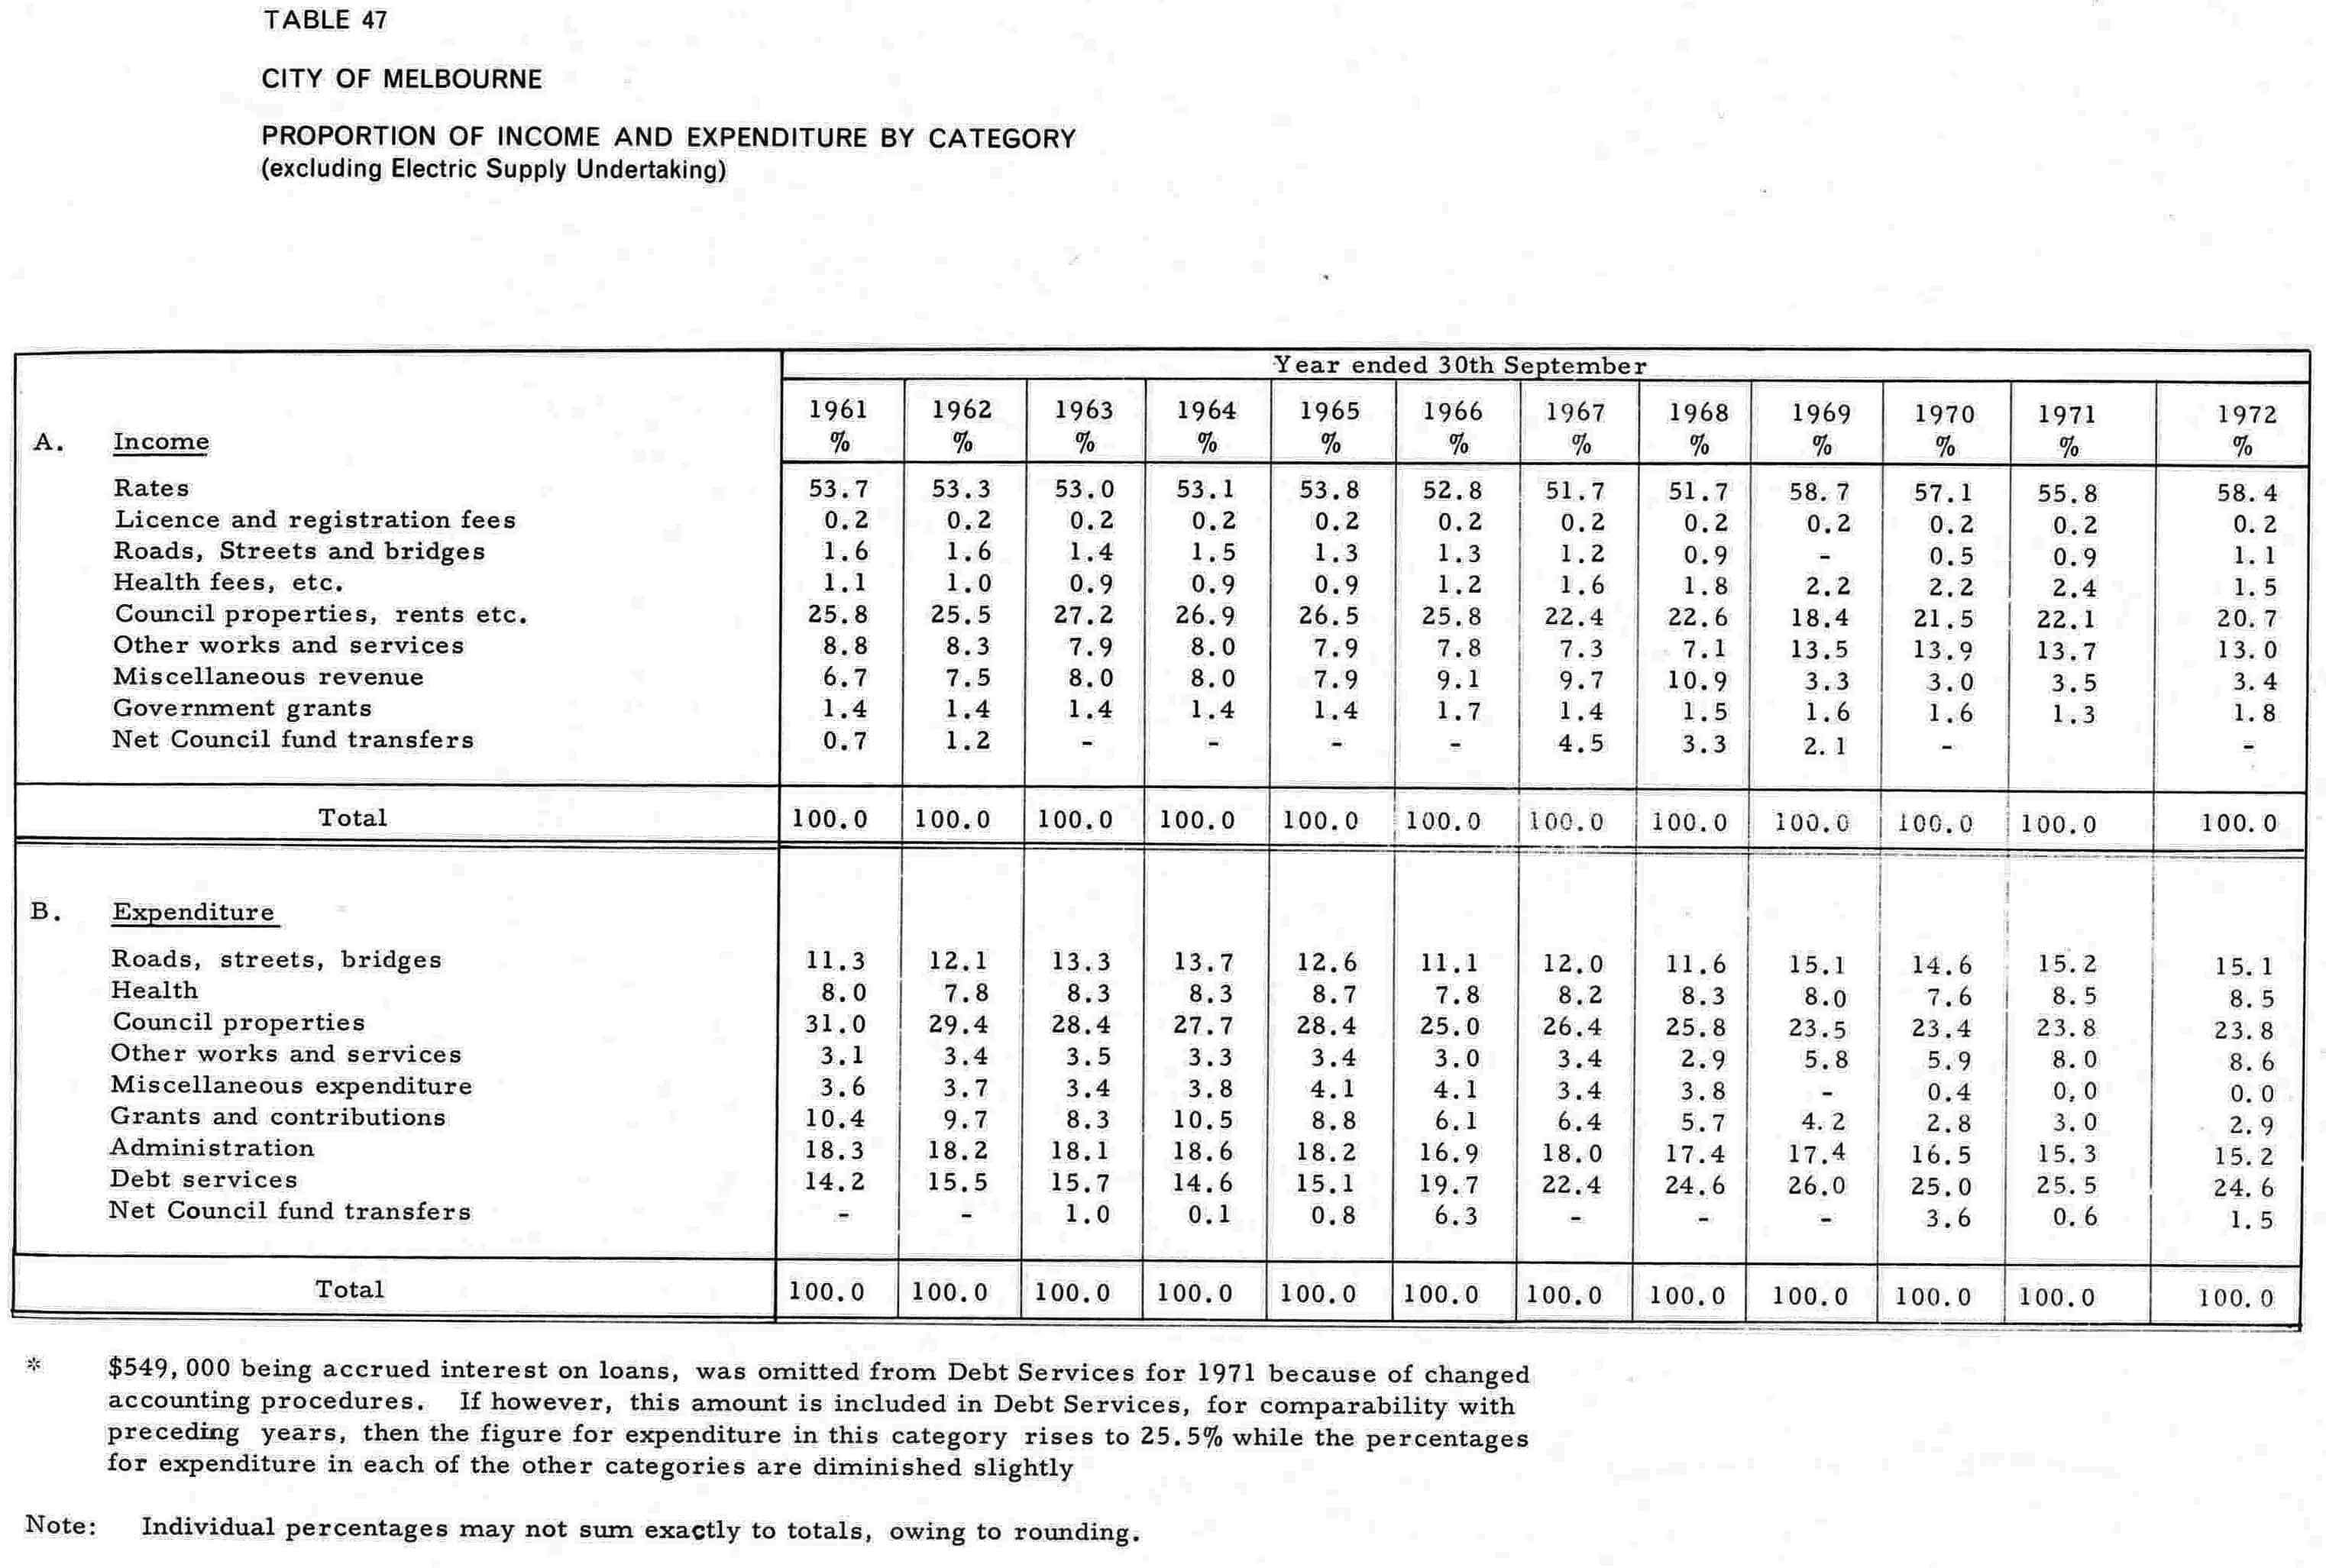 TABLE 47
CITY OF MELBOURNE
PROPORTION OF INCOME AND EXPENDITURE BY CATEGORY
(excluding Electric Supply Undertaking)
Year ended 30th September
1961 1962 1963 1964 1965 1966 1967 1968 1969 1970 1971 1972
A. Income % % % % % % % % % % % %
Rates 53.7 53.3 53.0 53.1 53.8 52.8 51.7 51.7 58.7 57.1 55.8 58.4
Licence and registration fees 0.2 0.2 0.2 0.2 0.2 0.2 0.2 0.2 0.2 0.2 0.2 0.2
Roads, Streets and bridges 1.6 1.6 1.4 1.5 1.3 1.3 1.2 0.9 - 0.5 0.9 1.1
Health fees, etc. 1.1 1.0 0.9 0.9 0.9 1.2 1.6 1.8 2.2 2.2 2.4 1.5
Council properties, rents etc. 25.8 25.5 27.2 26.9 26.5 25.8 22.4 22.6 18.4 21.5 22.1 20.7
Other works and services 8.8 8.3 7.9 8.0 7.9 7.8 7.3 7.1 13.5 13.9 13.7 13.0
Miscellaneous revenue 6.7 7.5 8.0 8.0 7.9 9.1 9.7 10.9 3.3 3.0 3.5 3.4
Government grants 1.4 1.4 1.4 1.4 1.4 1.7 1.4 1.5 1.6 1.6 1.3 1.8
Net Council fund transfers 0.7 1.2 - - - - 4.5 3.3 2.1 - -
Total 100.0 100.0 100.0 100.0 100.0 100.0 100.0 100.0 100.0 100.0 100.0 100.0
B. Expenditure
Roads, streets, bridges 11.3 12.1 13.3 13.7 12.6 11.1 12.0 11.6 15.1 14.6 15.2 15.1
Health 8.0 7.8 8.3 8.3 8.7 7.8 8.2 8.3 8.0 7.6 8.5 8.5
Council properties 31.0 29.4 28.4 27.7 28.4 25.0 26.4 25.8 23.5 23.4 23.8 23.8
Other works and services 3.1 3.4 3.5 3.3 3.4 3.0 3.4 2.9 5.8 5.9 8.0 8.6
Miscellaneous expenditure 3.6 3.7 3.4 3.8 4.1 4.1 3.4 3.8 - 0.4 0,0 0.0
Grants and contributions 10.4 9.7 8.3 10.5 8.8 6.1 6.4 5.7 4.2 2.8 3.0 2.9
Administration 18.3 18.2 18.1 18.6 18.2 16.9 18.0 17.4 17.4 16.5 15.3 15.2
Debt services 14.2 15.5 15.7 14.6 15.1 19.7 22.4 24.6 26.0 25.0 25.5 24.6
Net Council fund transfers - - 1.0 0.1 0.8 6.3 - - - 3.6 0.6 1.5
Total 100.0 100.0 100.0 100.0 100.0 100.0 100.0 100.0 100.0 100.0 100.0 100.0
* $549,000 being accrued interest on loans, was omitted from Debt Services for 1971 because of changed
accounting procedures. If however, this amount is included in Debt Services, for comparability with
preceding years, then the figure for expenditure in this category rises to 25.5% while the percentages
for expenditure in each of the other categories are diminished slightly
Note: Individual percentages may not sum exactly to totals, owing to rounding.